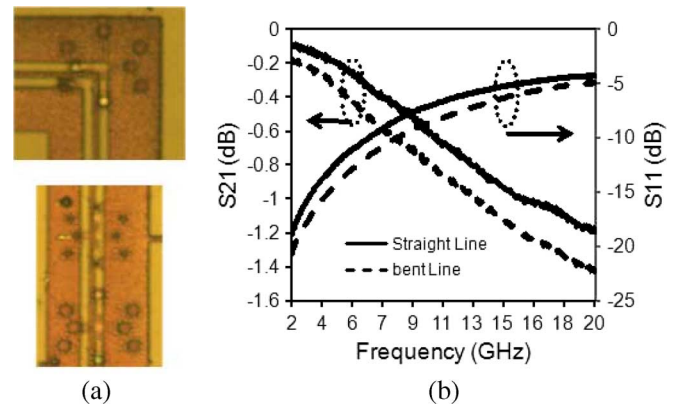 0
-0.2
-0.4
-0.6
-0.8
-1
-1.2
-1.4
-1.6
S21 (dB)
0
-5
-10
-15
-20
-25
S11 (dB)
Straight Line
bent Line
2 4 6 7 9 11 13 15 16 18 20
Frequency (GHz)
(a)
(b)